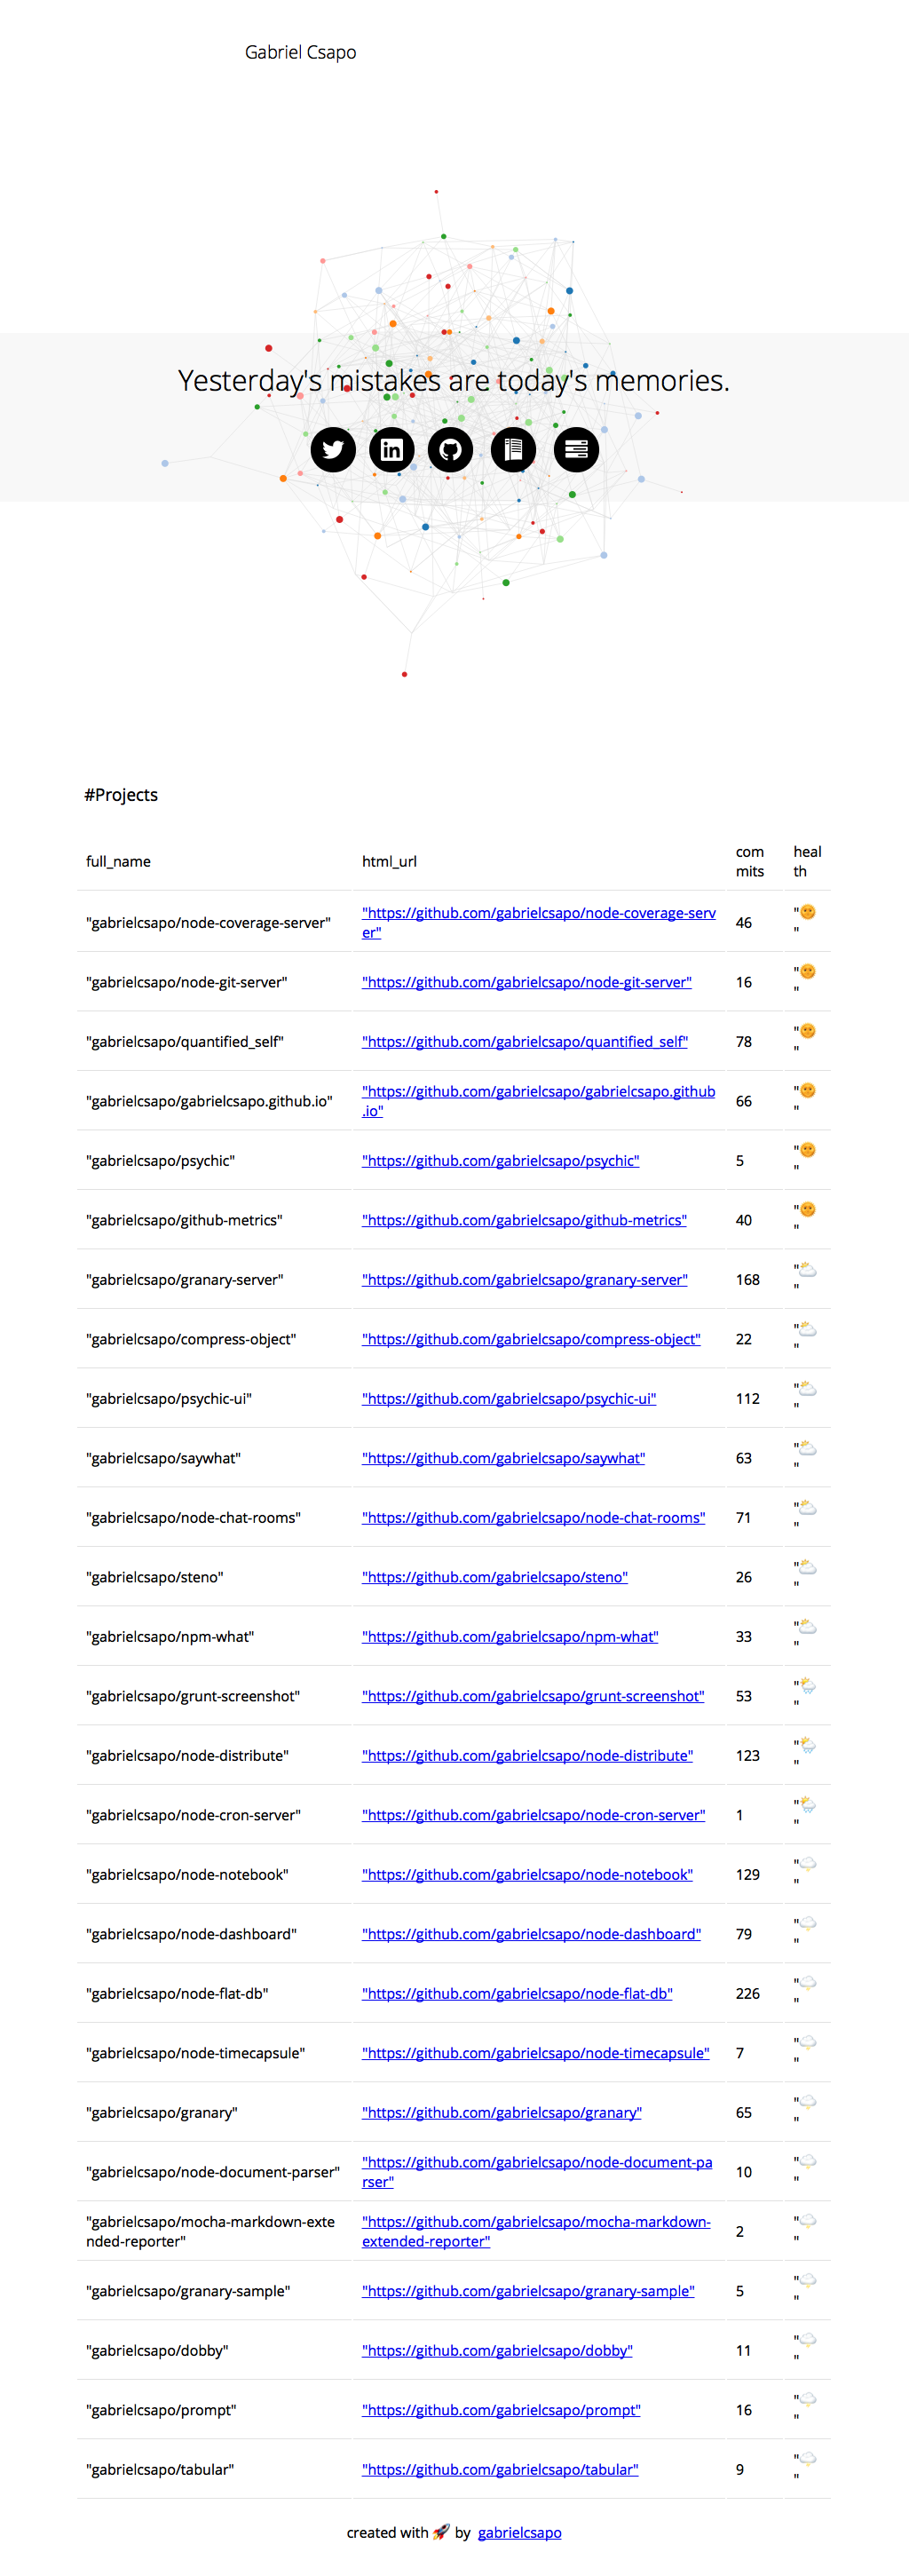 Gabriel Csapo
Yesterday's mistakes are today's memories.
#Projects
full_name html_url com
mits heal
th
"gabrielcsapo/node-coverage-server" "https://github.com/gabrielcsapo/node-coverage-serv
er" 46 "🌞
"
"gabrielcsapo/node-git-server" "https://github.com/gabrielcsapo/node-git-server" 16 "🌞
"
"gabrielcsapo/quantified_self" "https://github.com/gabrielcsapo/quantified_self" 78 "🌞
"
"gabrielcsapo/gabrielcsapo.github.io" "https://github.com/gabrielcsapo/gabrielcsapo.github
.io" 66 "🌞
"
"gabrielcsapo/psychic" "https://github.com/gabrielcsapo/psychic" 5 "🌞
"
"gabrielcsapo/github-metrics" "https://github.com/gabrielcsapo/github-metrics" 40 "🌞
"
"gabrielcsapo/granary-server" "https://github.com/gabrielcsapo/granary-server" 168 "🌥
"
"gabrielcsapo/compress-object" "https://github.com/gabrielcsapo/compress-object" 22 "🌥
"
"gabrielcsapo/psychic-ui" "https://github.com/gabrielcsapo/psychic-ui" 112 "🌥
"
"gabrielcsapo/saywhat" "https://github.com/gabrielcsapo/saywhat" 63 "🌥
"
"gabrielcsapo/node-chat-rooms" "https://github.com/gabrielcsapo/node-chat-rooms" 71 "🌥
"
"gabrielcsapo/steno" "https://github.com/gabrielcsapo/steno" 26 "🌥
"
"gabrielcsapo/npm-what" "https://github.com/gabrielcsapo/npm-what" 33 "🌥
"
"gabrielcsapo/grunt-screenshot" "https://github.com/gabrielcsapo/grunt-screenshot" 53 "🌦
"
"gabrielcsapo/node-distribute" "https://github.com/gabrielcsapo/node-distribute" 123 "🌦
"
"gabrielcsapo/node-cron-server" "https://github.com/gabrielcsapo/node-cron-server" 1 "🌦
"
"gabrielcsapo/node-notebook" "https://github.com/gabrielcsapo/node-notebook" 129 "🌩
"
"gabrielcsapo/node-dashboard" "https://github.com/gabrielcsapo/node-dashboard" 79 "🌩
"
"gabrielcsapo/node-flat-db" "https://github.com/gabrielcsapo/node-flat-db" 226 "🌩
"
"gabrielcsapo/node-timecapsule" "https://github.com/gabrielcsapo/node-timecapsule" 7 "🌩
"
"gabrielcsapo/granary" "https://github.com/gabrielcsapo/granary" 65 "🌩
"
"gabrielcsapo/node-document-parser" "https://github.com/gabrielcsapo/node-document-pa
rser" 10 "🌩
"
"gabrielcsapo/mocha-markdown-exte
nded-reporter" "https://github.com/gabrielcsapo/mocha-markdown-
extended-reporter" 2 "🌩
"
"gabrielcsapo/granary-sample" "https://github.com/gabrielcsapo/granary-sample" 5 "🌩
"
"gabrielcsapo/dobby" "https://github.com/gabrielcsapo/dobby" 11 "🌩
"
"gabrielcsapo/prompt" "https://github.com/gabrielcsapo/prompt" 16 "🌩
"
"gabrielcsapo/tabular" "https://github.com/gabrielcsapo/tabular" 9 "🌩
"
created with 🚀 by gabrielcsapo